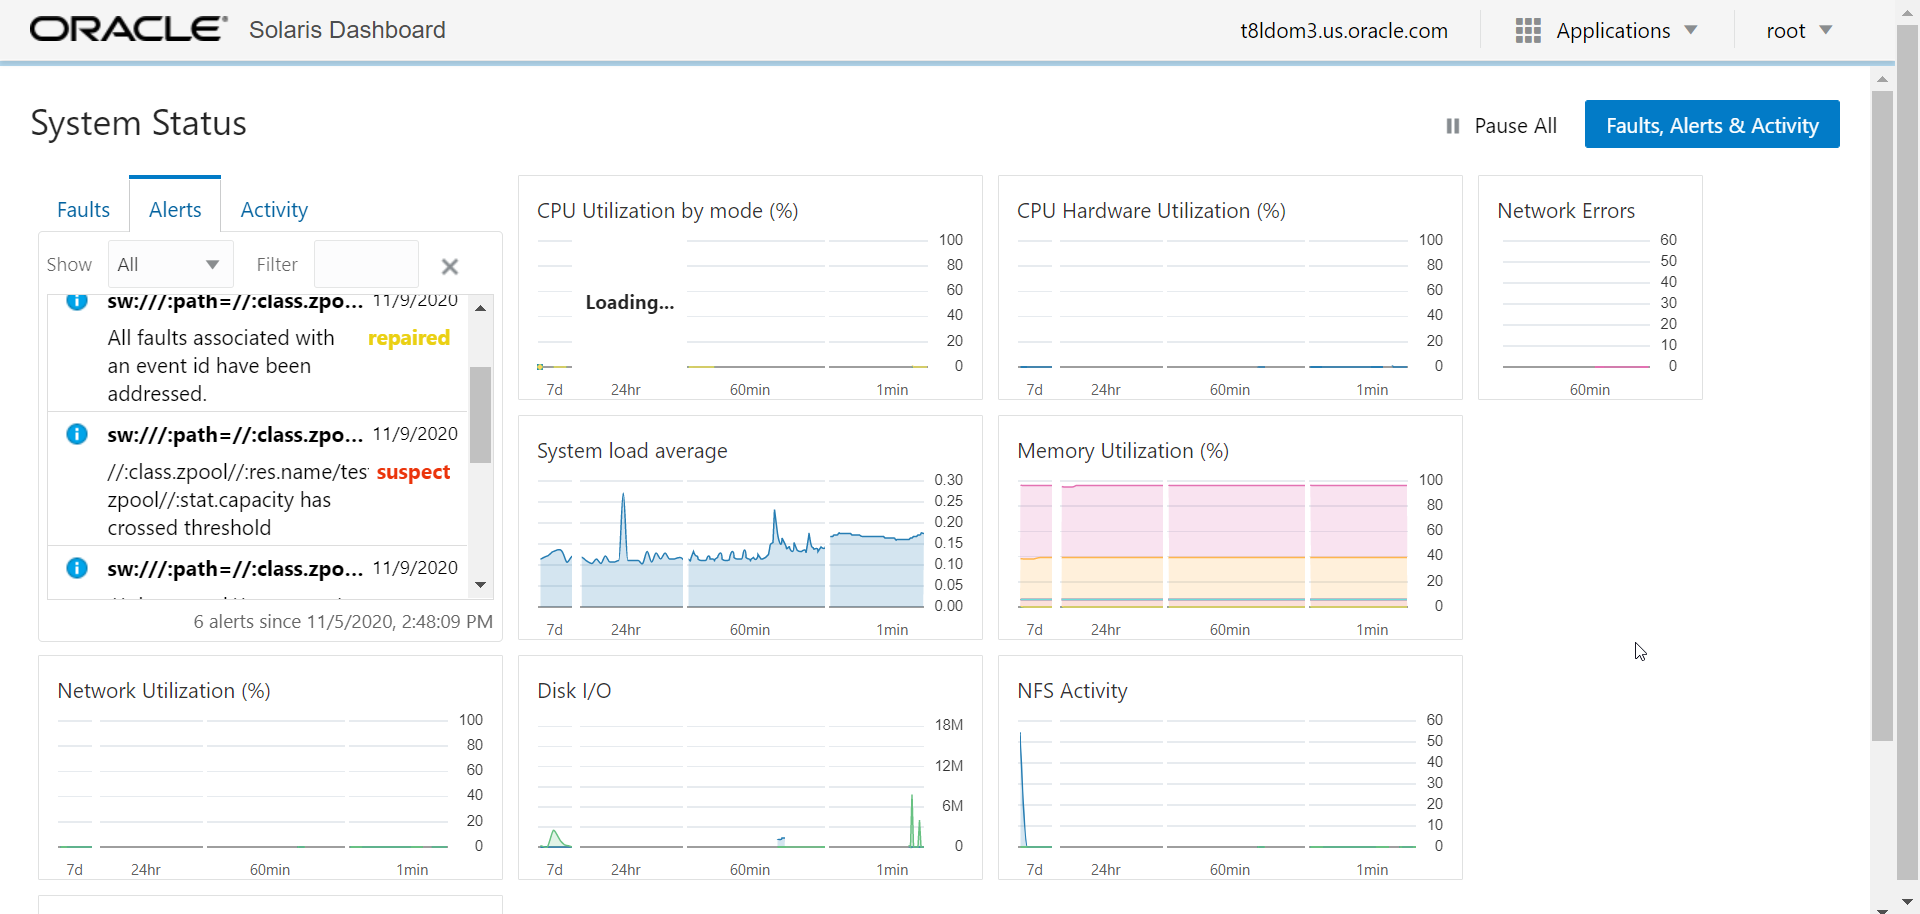 ORACLE Solaris Dashboard
t8ldom3.us.oracle.com
Applications
root
System Status
Pause All
Faults, Alerts & Activity
Faults
Alerts
Activity
Show
All
Filter
sw:///:path=//:class.zpo... 11/9/2020
All faults associated with
an event id have been
addressed.
repaired
sw:///:path=//:class.zpo... 11/9/2020
//:class.zpool//:res.name/tes
zpool//:stat.capacity has
crossed threshold
suspect
sw:///:path=//:class.zpo... 11/9/2020
6 alerts since 11/5/2020, 2:48:09 PM
CPU Utilization by mode (%)
Loading...
100
80
60
40
20
0
7d 24hr 60min 1min
CPU Hardware Utilization (%)
100
80
60
40
20
0
7d 24hr 60min 1min
Network Errors
60
50
40
30
20
10
0
60min
System load average
0.30
0.25
0.20
0.15
0.10
0.05
0.00
7d 24hr 60min 1min
Memory Utilization (%)
100
80
60
40
20
0
7d 24hr 60min 1min
Network Utilization (%)
100
80
60
40
20
0
7d 24hr 60min 1min
Disk I/O
18M
12M
6M
0
7d 24hr 60min 1min
NFS Activity
60
50
40
30
20
10
0
7d 24hr 60min 1min